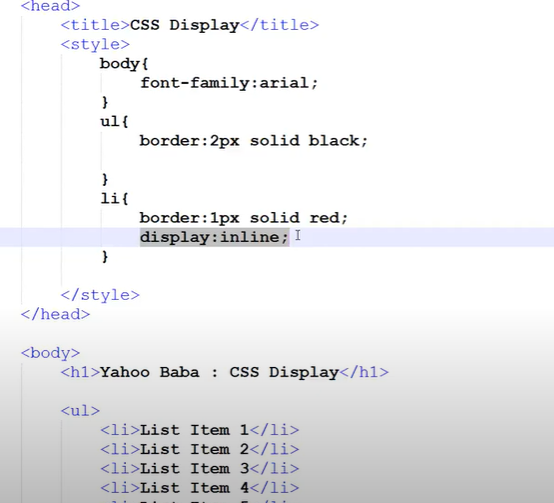 <head>
<title>CSS Display</title>
<style>
body{
font-family:arial;
}
ul{
border:2px solid black;
}
li{
border:1px solid red;
display:inline;
}
</style>
</head>
<body>
<h1>Yahoo Baba : CSS Display</h1>
<ul>
<li>List Item 1</li>
<li>List Item 2</li>
<li>List Item 3</li>
<li>List Item 4</li>